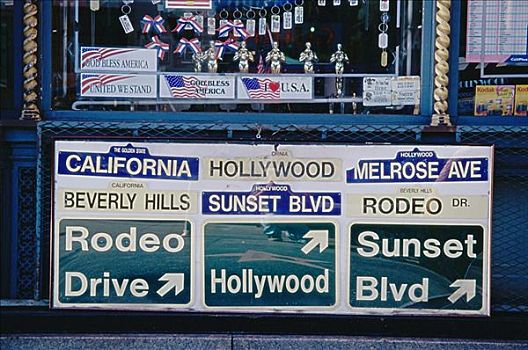 GOD BLESS AMERICA
UNITED WE STAND
GOD BLESS
AMERICA
I U.S.A.
Kodak
THE GOLDEN STATE
CALIFORNIA
HOLLYWOOD
HOLLYWOOD
MELROSE AVE
CALIFORNIA
BEVERLY HILLS
HOLLYWOOD
SUNSET BLVD
BEVERLY HILLS
RODEO DR.
Rodeo
Drive
Hollywood
Sunset
Blvd